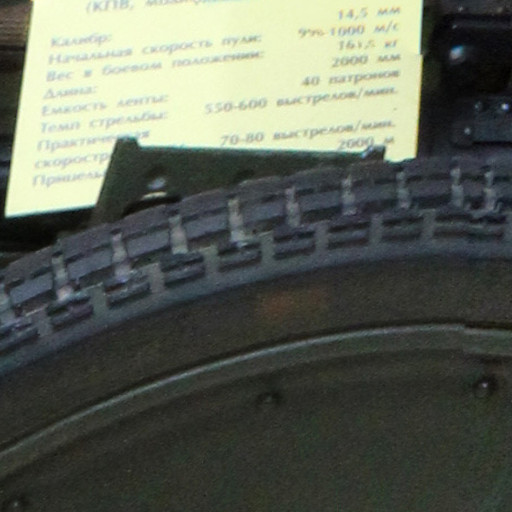 (КПВ,
Калибр: 14,5 мм
Начальная скорость пули: 995-1000 м/с
Вес в боевом положении: 161,5 кг
Длина: 2000 мм
Емкость ленты: 40 патронов
Темп стрельбы: 550-600 выстрелов/мин.
Практическая
70-80 выстрелов/мин.
2000 м